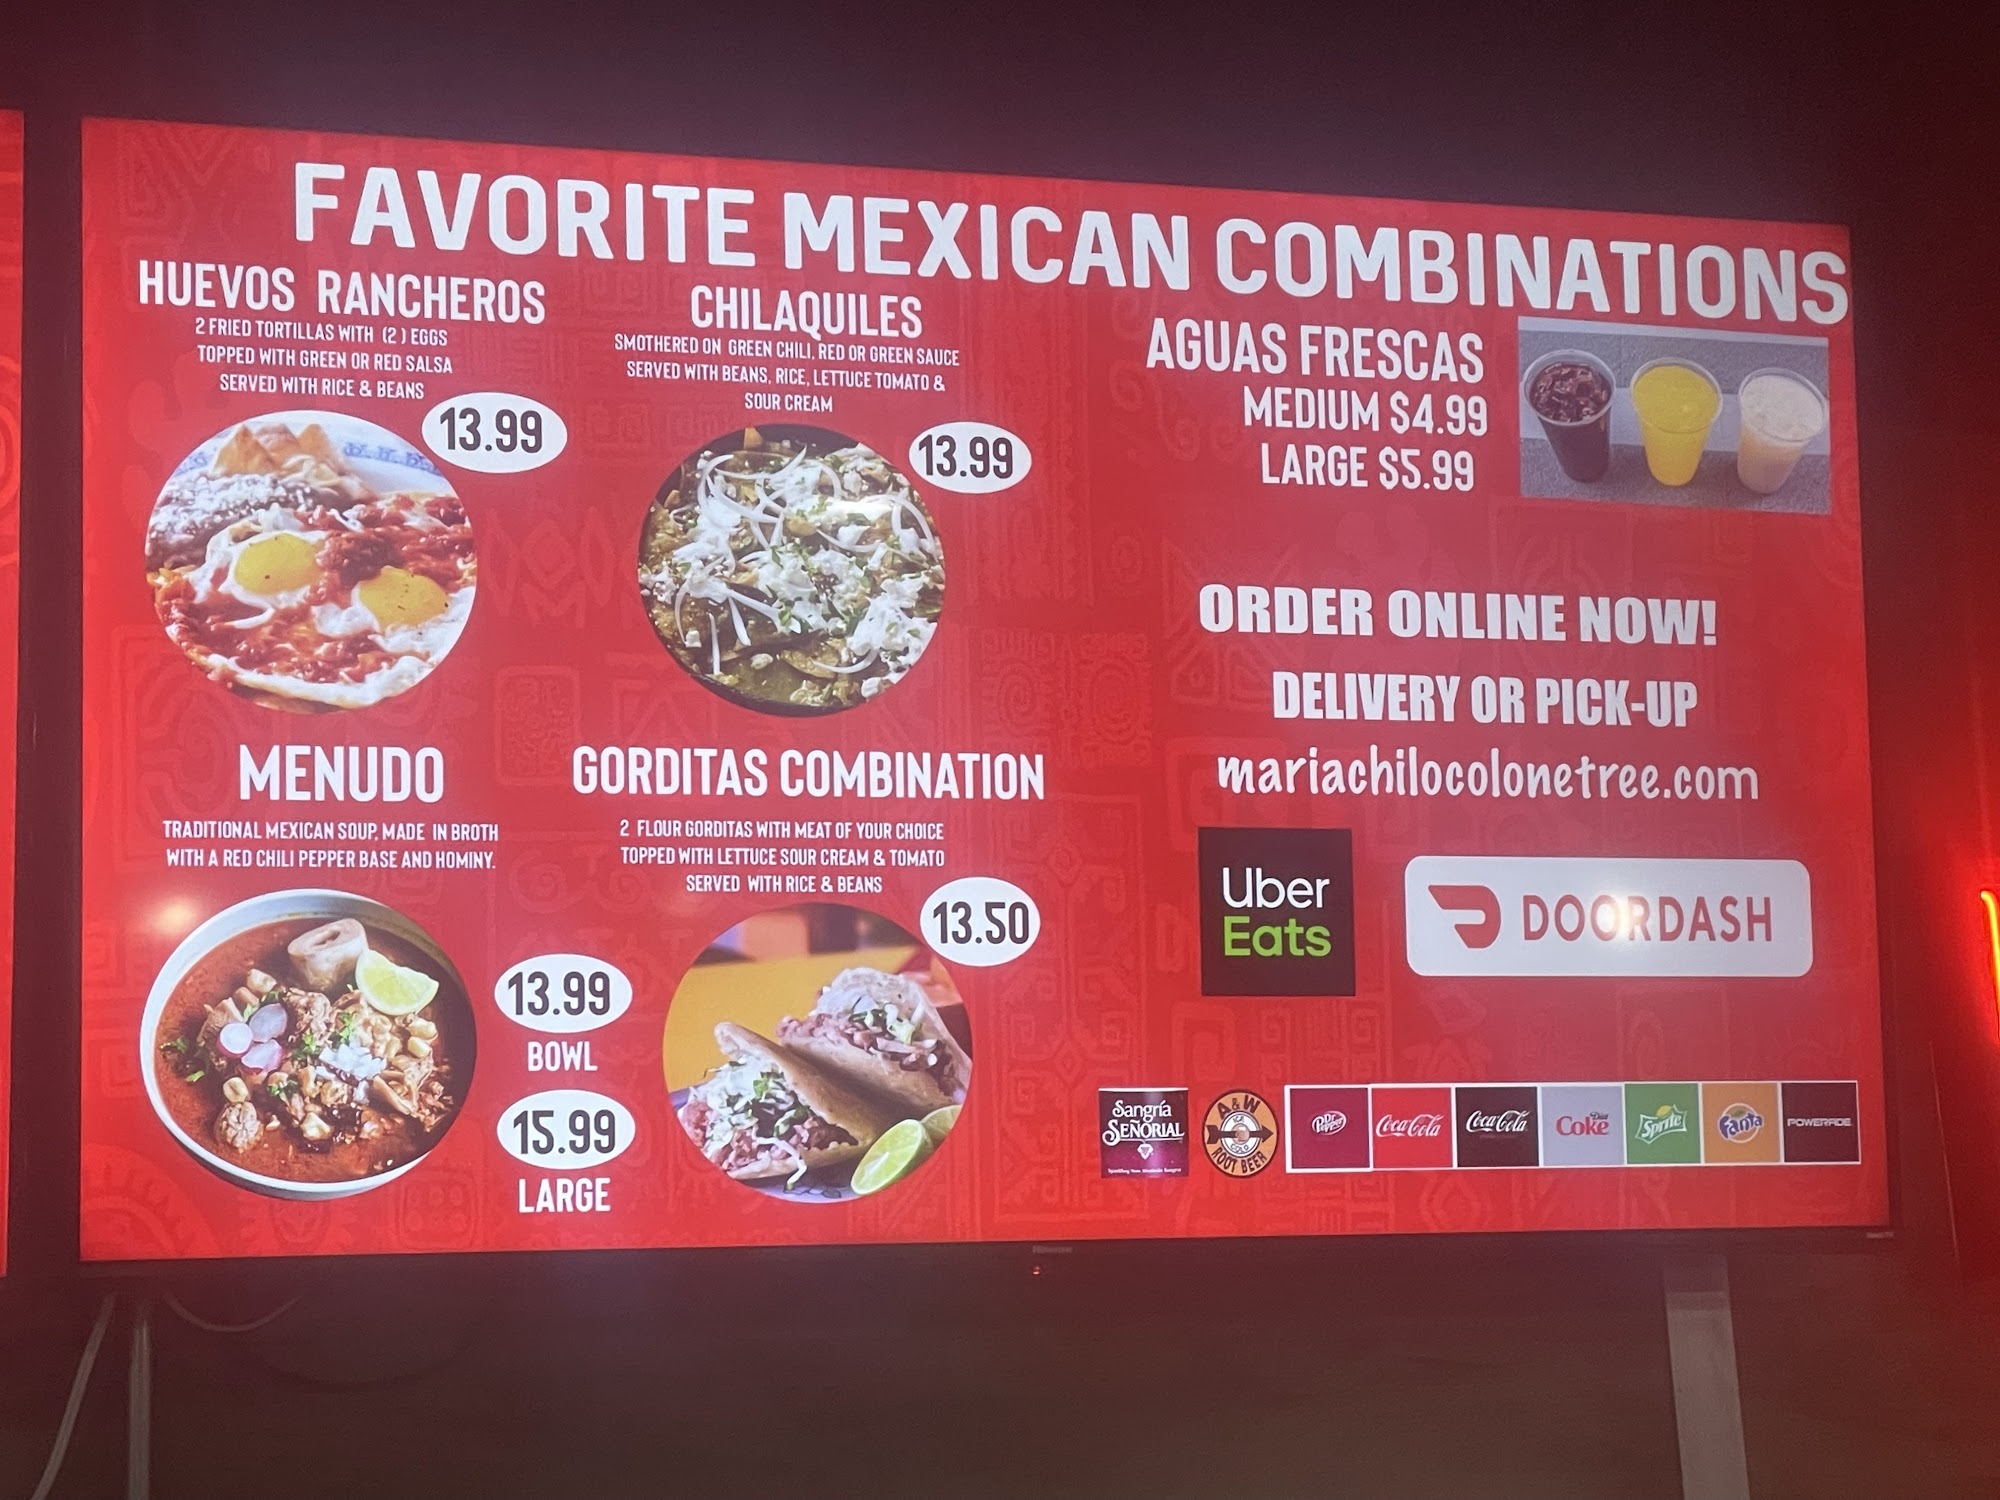 FAVORITE MEXICAN COMBINATIONS
HUEVOS RANCHEROS
2 FRIED TORTILLAS WITH (2 ) EGGS
TOPPED WITH GREEN OR RED SALSA
SERVED WITH RICE & BEANS
13.99
CHILAQUILES
SMOTHERED ON GREEN CHILI, RED OR GREEN SAUCE
SERVED WITH BEANS, RICE, LETTUCE TOMATO &
SOUR CREAM
13.99
MENUDO
TRADITIONAL MEXICAN SOUP, MADE IN BROTH
WITH A RED CHILI PEPPER BASE AND HOMINY.
13.99
BOWL
15.99
LARGE
GORDITAS COMBINATION
2 FLOUR GORDITAS WITH MEAT OF YOUR CHOICE
TOPPED WITH LETTUCE SOUR CREAM & TOMATO
SERVED WITH RICE & BEANS
13.50
AGUAS FRESCAS
MEDIUM $4.99
LARGE $5.99
ORDER ONLINE NOW!
DELIVERY OR PICK-UP
mariachilocolonetree.com
Uber
Eats
DOORDASH
Sangría
SEÑORIAL
A&W
ROOT BEER
Dr Pepper
Coca-Cola
Coca-Cola
Diet
Coke
Sprite
Fanta
POWERADE
Hisense